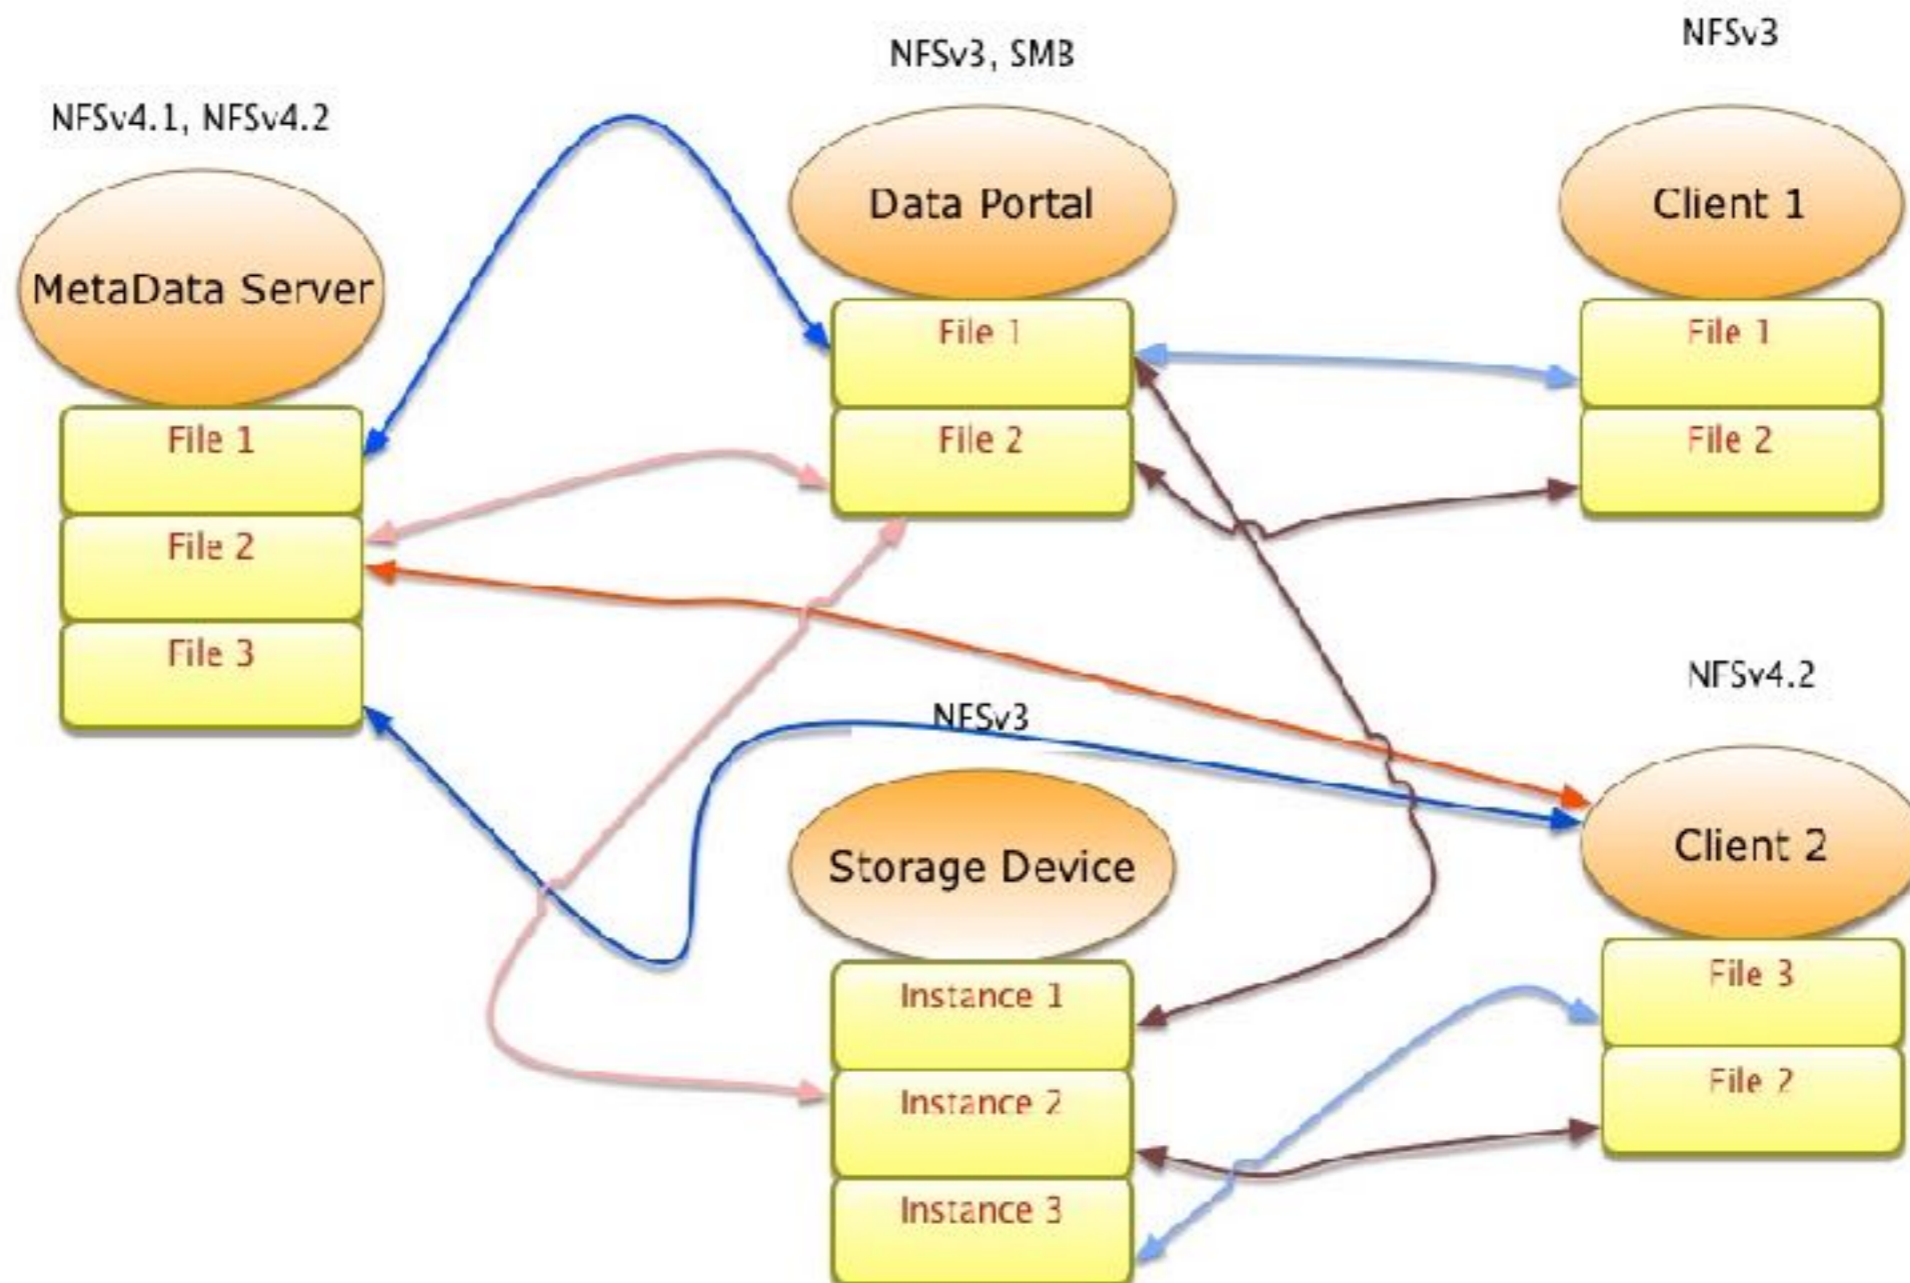 NFSv4.1, NFSv4.2
MetaData Server
File 1
File 2
File 3
NFSv3, SMB
Data Portal
File 1
File 2
NFSv3
Client 1
File 1
File 2
NFSv3
Storage Device
Instance 1
Instance 2
Instance 3
NFSv4.2
Client 2
File 3
File 2